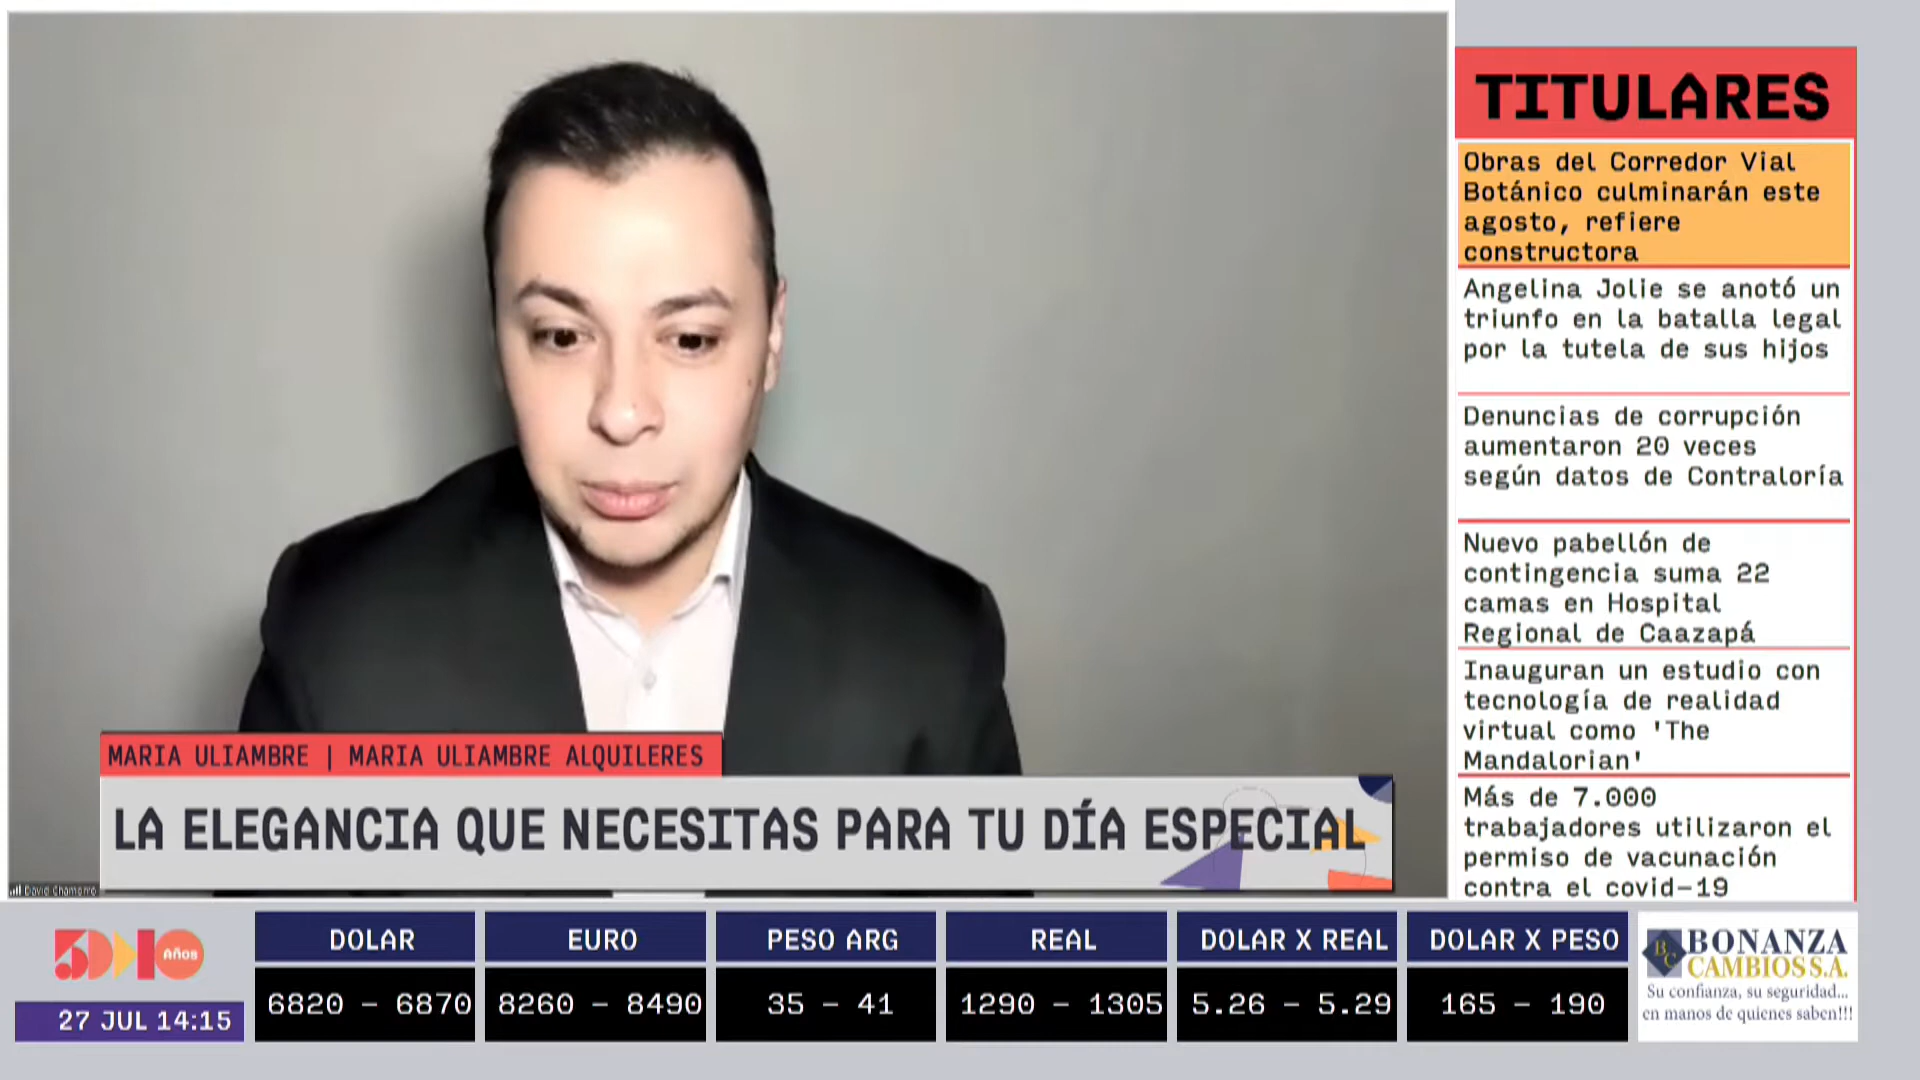 TITULARES
Obras del Corredor Vial
Botánico culminarán este
agosto, refiere
constructora
Angelina Jolie se anotó un
triunfo en la batalla legal
por la tutela de sus hijos
Denuncias de corrupción
aumentaron 20 veces
según datos de Contraloría
Nuevo pabellón de
contingencia suma 22
camas en Hospital
Regional de Caazapá
Inauguran un estudio con
tecnología de realidad
virtual como 'The
Mandalorian'
Más de 7.000
trabajadores utilizaron el
permiso de vacunación
contra el covid-19
MARIA ULIAMBRE | MARIA ULIAMBRE ALQUILERES
LA ELEGANCIA QUE NECESITAS PARA TU DÍA ESPECIAL
David Chamorro
Años
27 JUL 14:15
DOLAR
6820 - 6870
EURO
8260 - 8490
PESO ARG
35 - 41
REAL
1290 - 1305
DOLAR X REAL
5.26 - 5.29
DOLAR X PESO
165 - 190
BC
BONANZA
CAMBIOS S.A.
Su confianza, su seguridad...
en manos de quienes saben!!!